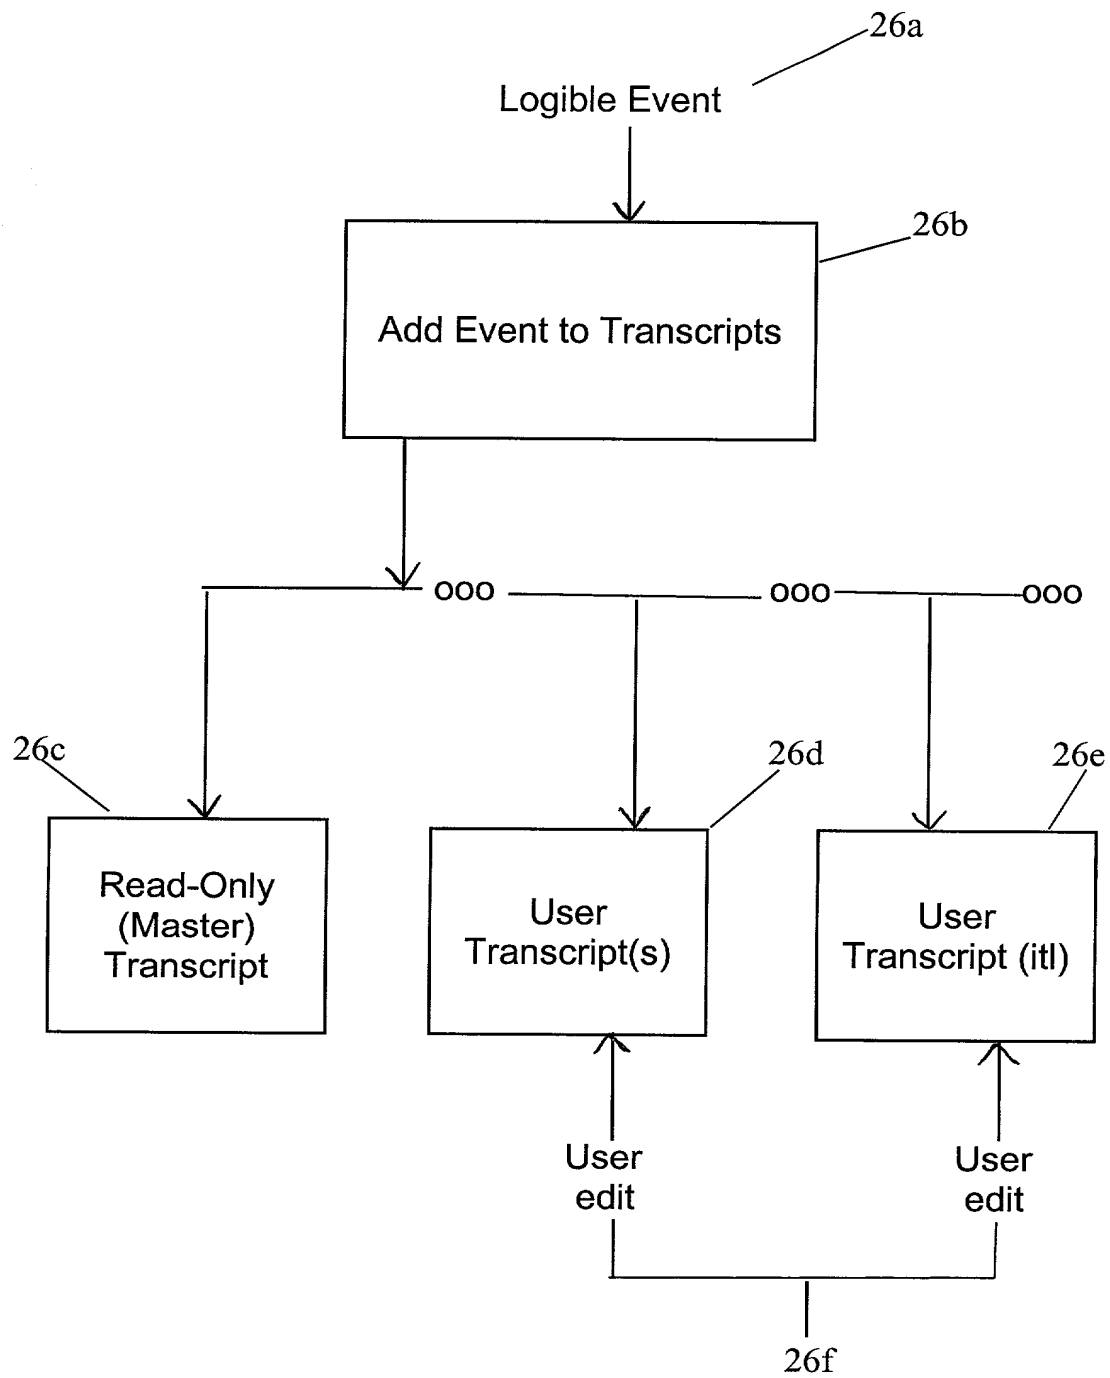 26a
Logible Event
26b
Add Event to Transcripts
ooo ooo ooo
26c
26d
26e
Read-Only
(Master)
Transcript
User
Transcript(s)
User
Transcript (itl)
User
edit
User
edit
26f